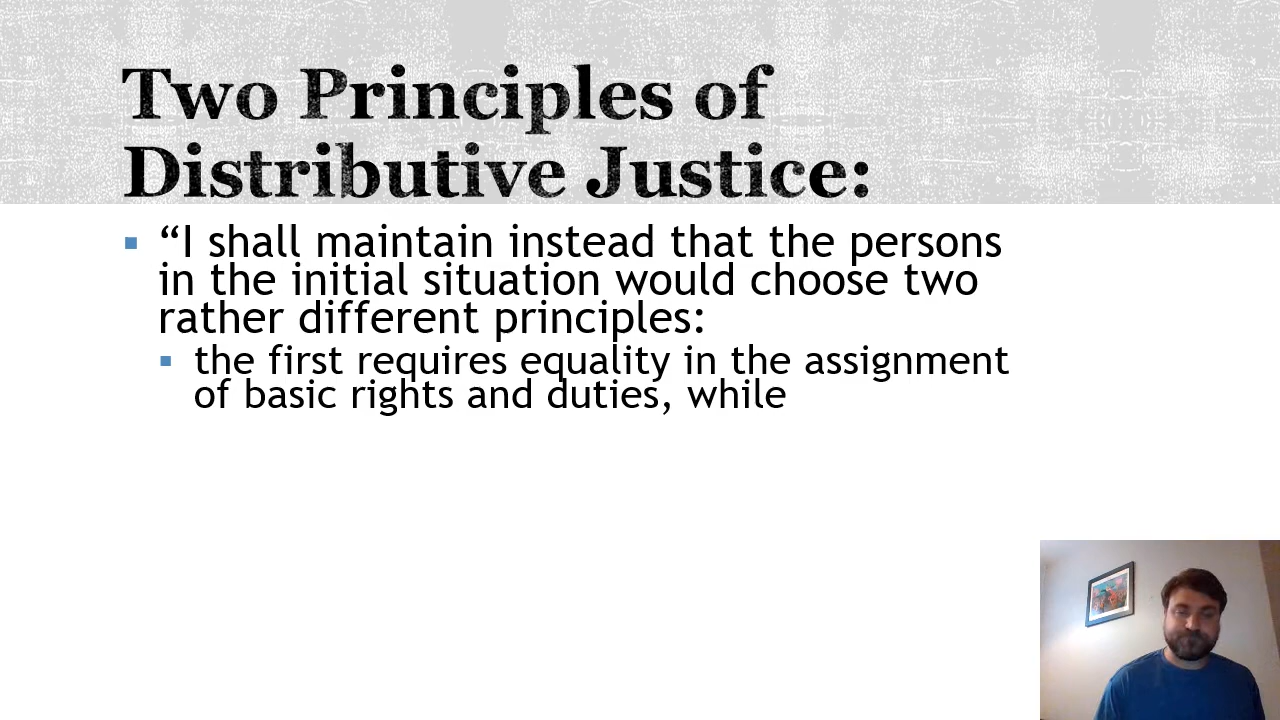 Two Principles of
Distributive Justice:
“I shall maintain instead that the persons
in the initial situation would choose two
rather different principles:
the first requires equality in the assignment
of basic rights and duties, while